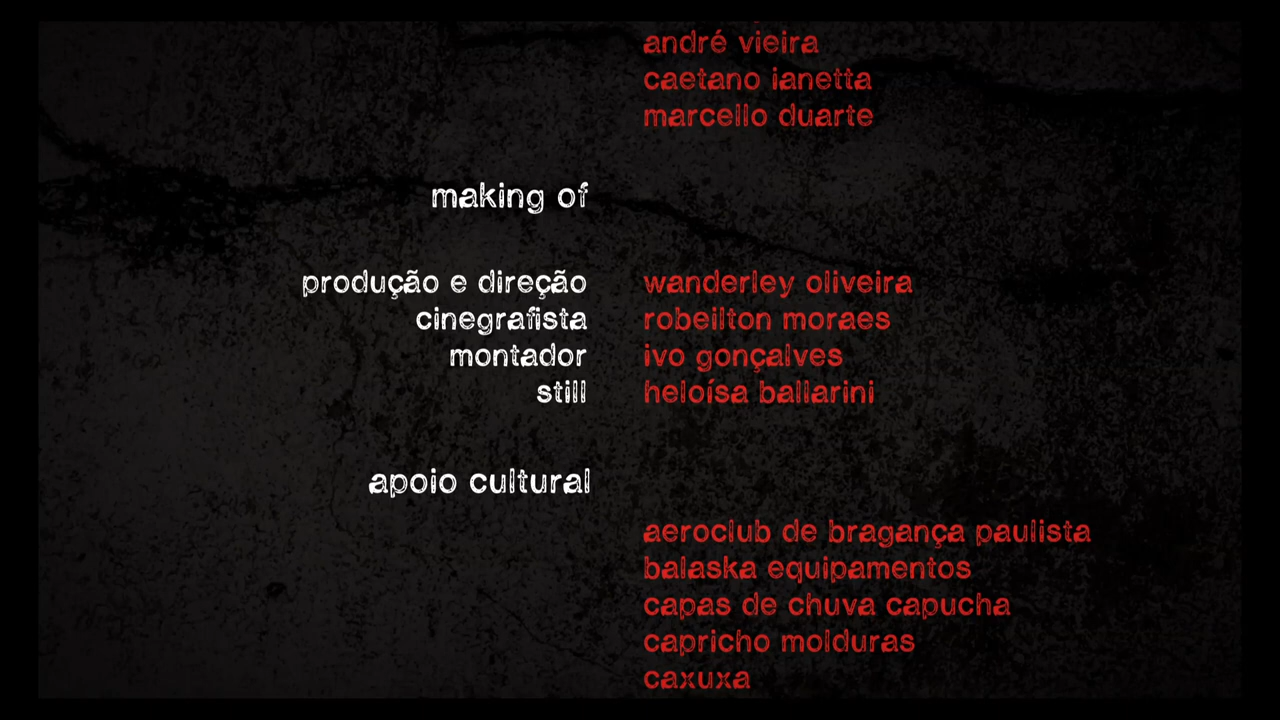 andré vieira
caetano ianetta
marcello duarte
making of
produção e direção wanderley oliveira
cinegrafista robeilton moraes
montador ivo gonçalves
still heloísa ballarini
apoio cultural
aeroclub de bragança paulista
balaska equipamentos
capas de chuva capucha
capricho molduras
caxuxa